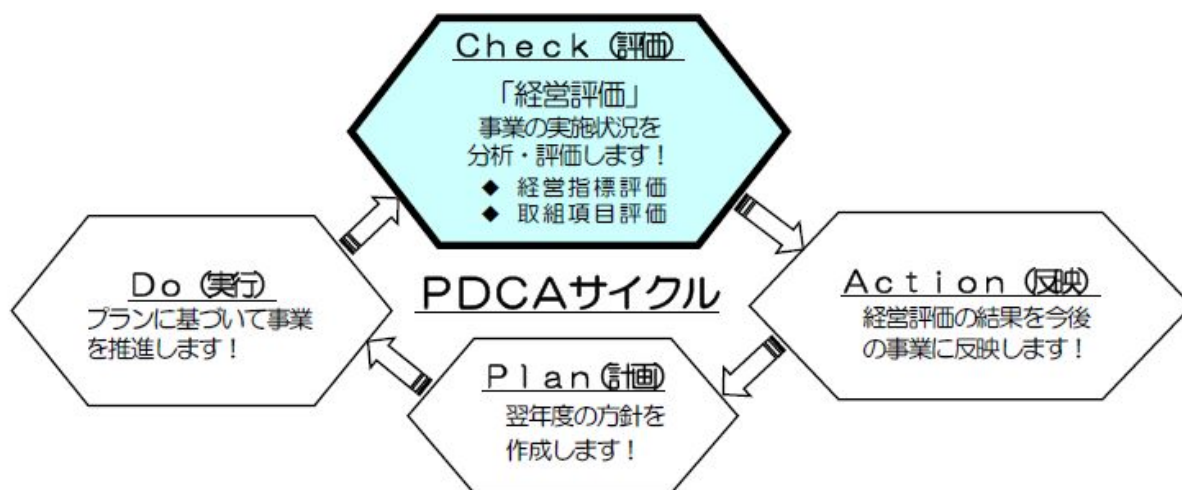 Ｃｈｅｃｋ（評価）
「経営評価」
事業の実施状況を
分析・評価します！
◆ 経営指標評価
◆ 取組項目評価
Ｄｏ（実行）
プランに基づいて事業
を推進します！
ＰＤＣＡサイクル
Ａｃｔｉｏｎ（反映）
経営評価の結果を今後
の事業に反映します！
Ｐｌａｎ（計画）
翌年度の方針を
作成します！